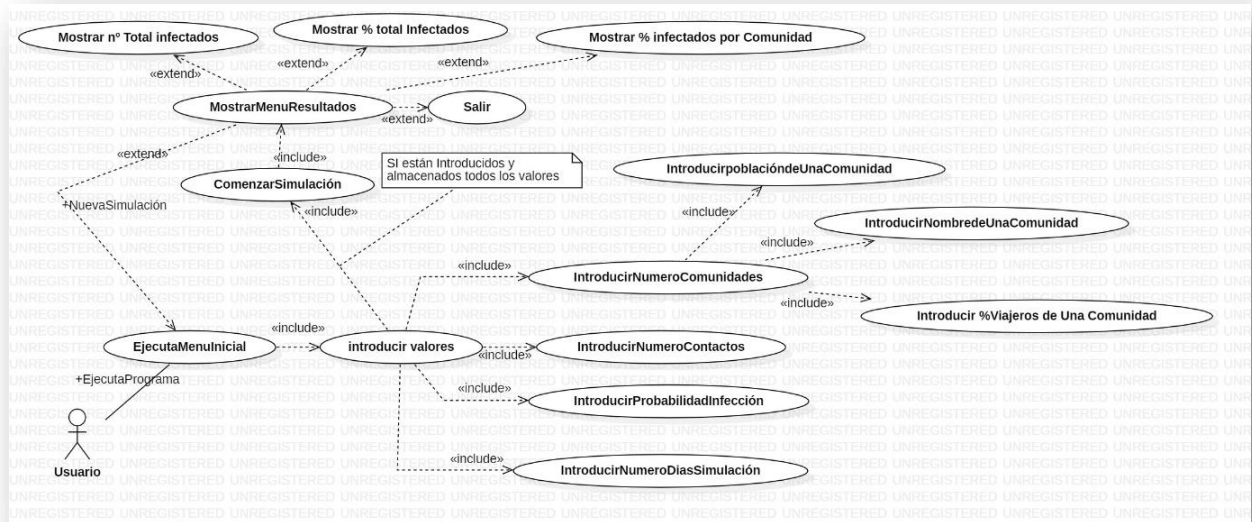 Mostrar nº Total infectados
Mostrar % total Infectados
Mostrar % infectados por Comunidad
«extend»
«extend»
«extend»
MostrarMenuResultados
Salir
«extend»
«extend»
«include»
SI están Introducidos y
almacenados todos los valores
IntroducirpoblacióndeUnaComunidad
ComenzarSimulación
+NuevaSimulación
«include»
«include»
IntroducirNombredeUnaComunidad
«include»
«include»
IntroducirNumeroComunidades
«include»
Introducir %Viajeros de Una Comunidad
«include»
EjecutaMenuInicial
introducir valores
IntroducirNumeroContactos
«include»
+EjecutaPrograma
«include»
IntroducirProbabilidadInfección
Usuario
«include»
IntroducirNumeroDiasSimulación
UNREGISTERED